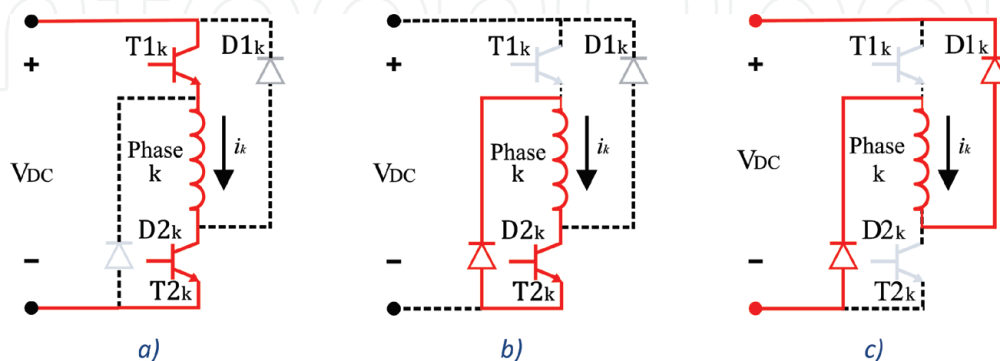 T1k
D1k
+
Phase
k
ik
VDC
D2k
−
T2k
a)
T1k
D1k
+
Phase
k
ik
VDC
D2k
−
T2k
b)
T1k
D1k
+
Phase
k
ik
VDC
D2k
−
T2k
c)